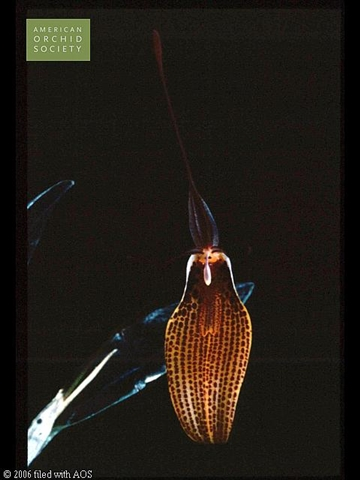 AMERICAN
ORCHID
SOCIETY
© 2006 filed with AOS